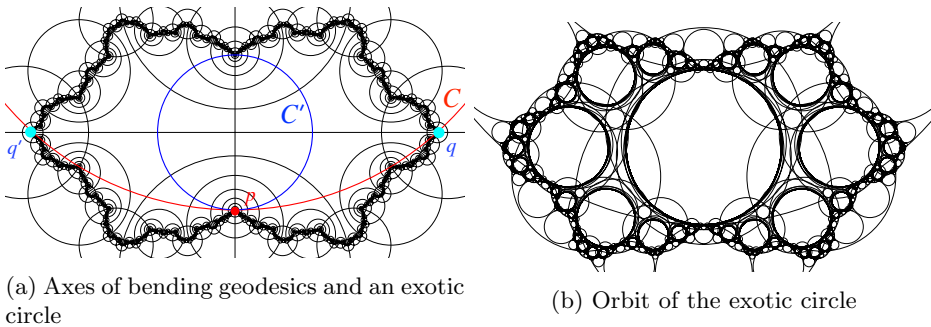 C
C′
q′
q
p
(a) Axes of bending geodesics and an exotic
circle
(b) Orbit of the exotic circle